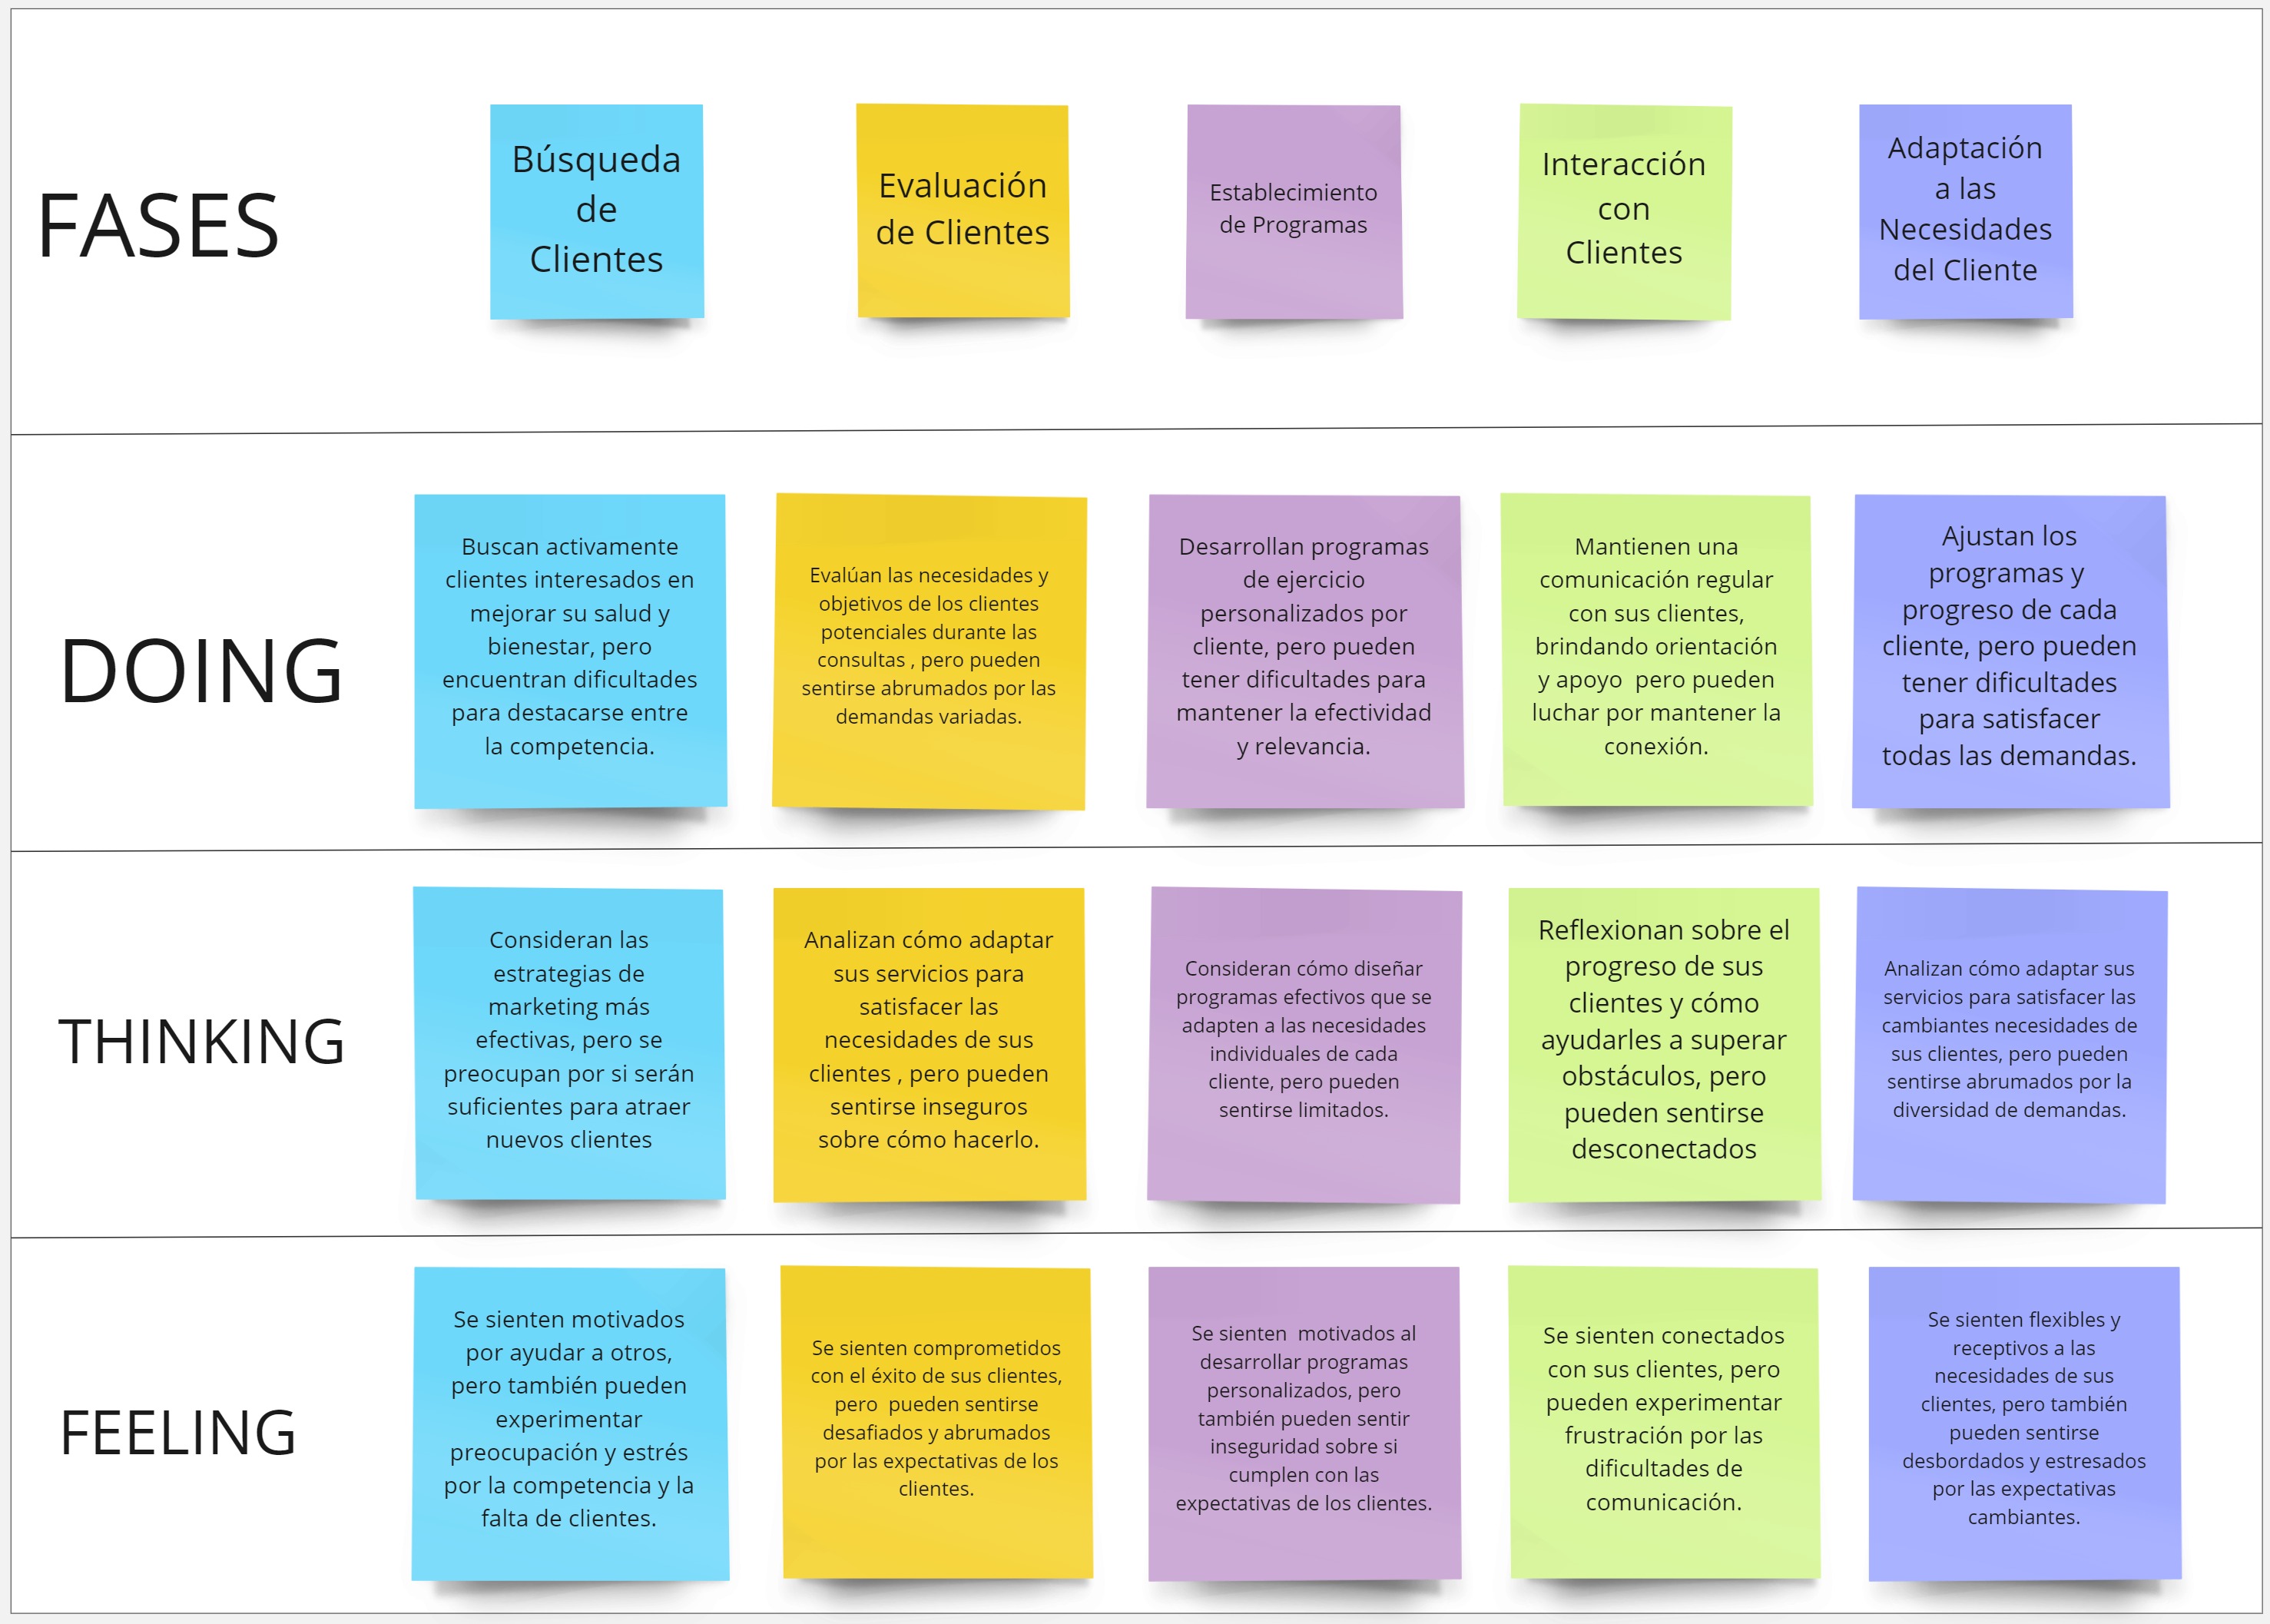 FASES
Búsqueda
de
Clientes
Evaluación
de Clientes
Establecimiento
de Programas
Interacción
con
Clientes
Adaptación
a las
Necesidades
del Cliente
DOING
Buscan activamente
clientes interesados en
mejorar su salud y
bienestar, pero
encuentran dificultades
para destacarse entre
la competencia.
Evalúan las necesidades y
objetivos de los clientes
potenciales durante las
consultas , pero pueden
sentirse abrumados por las
demandas variadas.
Desarrollan programas
de ejercicio
personalizados por
cliente, pero pueden
tener dificultades para
mantener la efectividad
y relevancia.
Mantienen una
comunicación regular
con sus clientes,
brindando orientación
y apoyo  pero pueden
luchar por mantener la
conexión.
Ajustan los
programas y
progreso de cada
cliente, pero pueden
tener dificultades
para satisfacer
todas las demandas.
THINKING
Consideran las
estrategias de
marketing más
efectivas, pero se
preocupan por si serán
suficientes para atraer
nuevos clientes
Analizan cómo adaptar
sus servicios para
satisfacer las
necesidades de sus
clientes , pero pueden
sentirse inseguros
sobre cómo hacerlo.
Consideran cómo diseñar
programas efectivos que se
adapten a las necesidades
individuales de cada
cliente, pero pueden
sentirse limitados.
Reflexionan sobre el
progreso de sus
clientes y cómo
ayudarles a superar
obstáculos, pero
pueden sentirse
desconectados
Analizan cómo adaptar sus
servicios para satisfacer las
cambiantes necesidades de
sus clientes, pero pueden
sentirse abrumados por la
diversidad de demandas.
FEELING
Se sienten motivados
por ayudar a otros,
pero también pueden
experimentar
preocupación y estrés
por la competencia y la
falta de clientes.
Se sienten comprometidos
con el éxito de sus clientes,
pero  pueden sentirse
desafiados y abrumados
por las expectativas de los
clientes.
Se sienten  motivados al
desarrollar programas
personalizados, pero
también pueden sentir
inseguridad sobre si
cumplen con las
expectativas de los clientes.
Se sienten conectados
con sus clientes, pero
pueden experimentar
frustración por las
dificultades de
comunicación.
Se sienten flexibles y
receptivos a las
necesidades de sus
clientes, pero también
pueden sentirse
desbordados y estresados
por las expectativas
cambiantes.